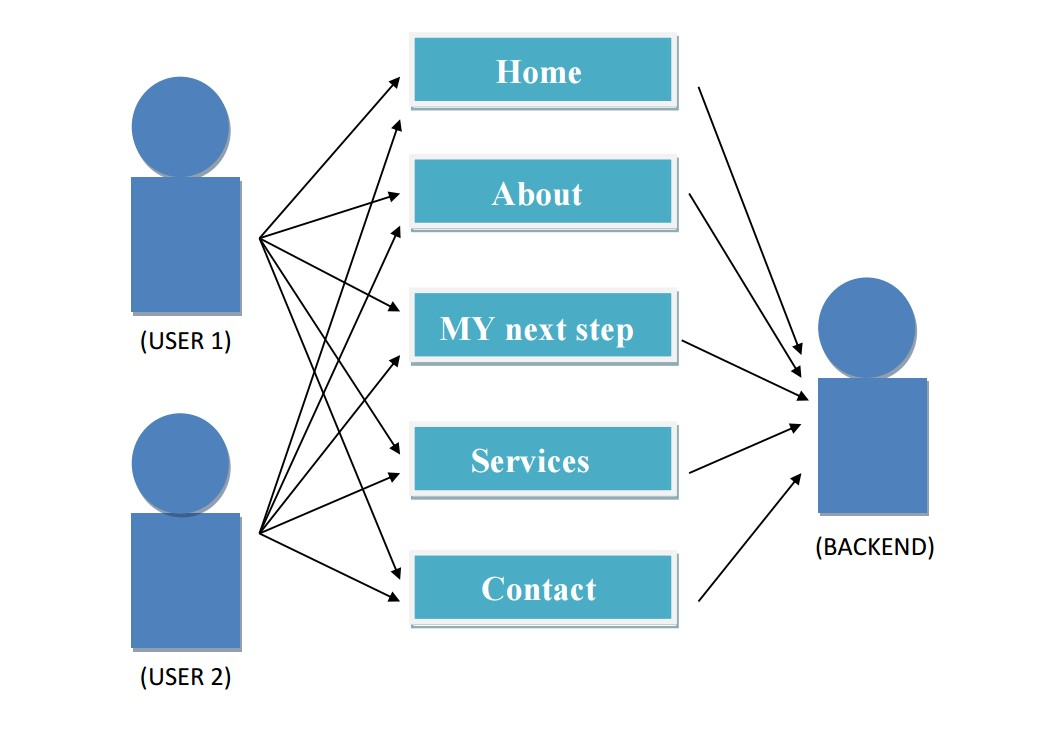 Home
About
MY next step
Services
Contact
(USER 1)
(USER 2)
(BACKEND)